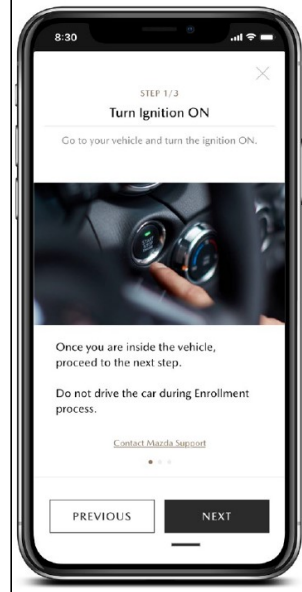 8:30
STEP 1/3
Turn Ignition ON
Go to your vehicle and turn the ignition ON.
Once you are inside the vehicle,
proceed to the next step.
Do not drive the car during Enrollment
process.
Contact Mazda Support
PREVIOUS
NEXT